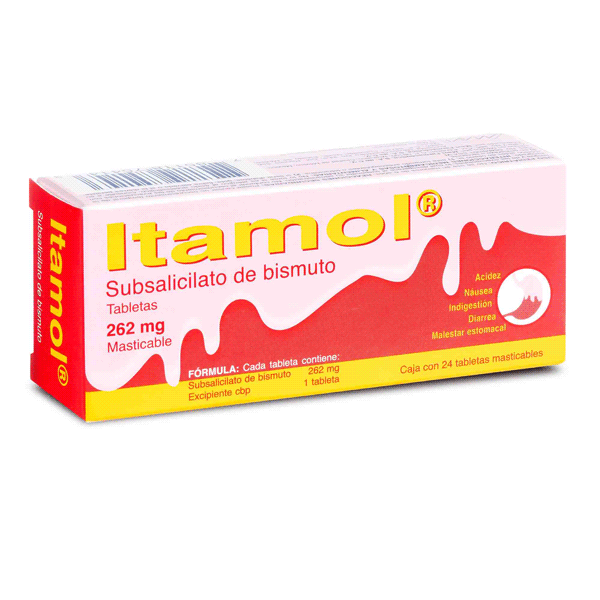 Itamol®
Subsalicilato de bismuto
Tabletas
262 mg
Masticable
Acidez
Náusea
Indigestión
Diarrea
Malestar estomacal
FÓRMULA: Cada tableta contiene:
Subsalicilato de bismuto 262 mg
Excipiente cbp 1 tableta
Caja con 24 tabletas masticables
Itamol®
Subsalicilato de bismuto